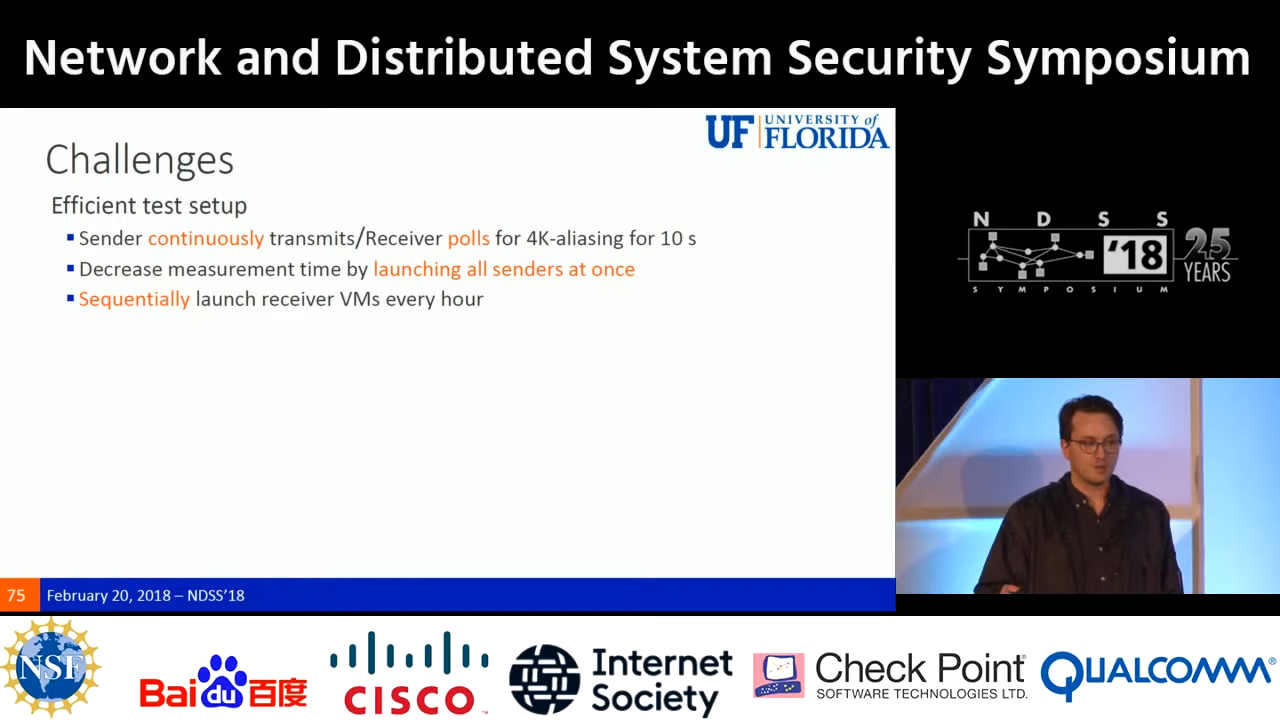 Network and Distributed System Security Symposium
UF UNIVERSITY of FLORIDA
Challenges
Efficient test setup
Sender continuously transmits/Receiver polls for 4K-aliasing for 10 s
Decrease measurement time by launching all senders at once
Sequentially launch receiver VMs every hour
75 February 20, 2018 – NDSS'18
N D S S
'18 25
YEARS
S Y M P O S I U M
NSF
Bai du 百度
CISCO
Internet
Society
Check Point
SOFTWARE TECHNOLOGIES LTD.
QUALCOMM®